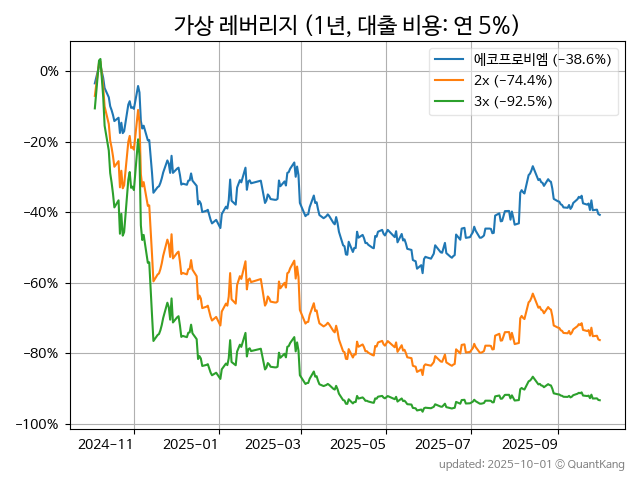 가상 레버리지 (1년, 대출 비용: 연 5%)
에코프로비엠 (−38.6%)
2x (−74.4%)
3x (−92.5%)
0%
−20%
−40%
−60%
−80%
−100%
2024-11 2025-01 2025-03 2025-05 2025-07 2025-09
updated: 2025-10-01 © QuantKang